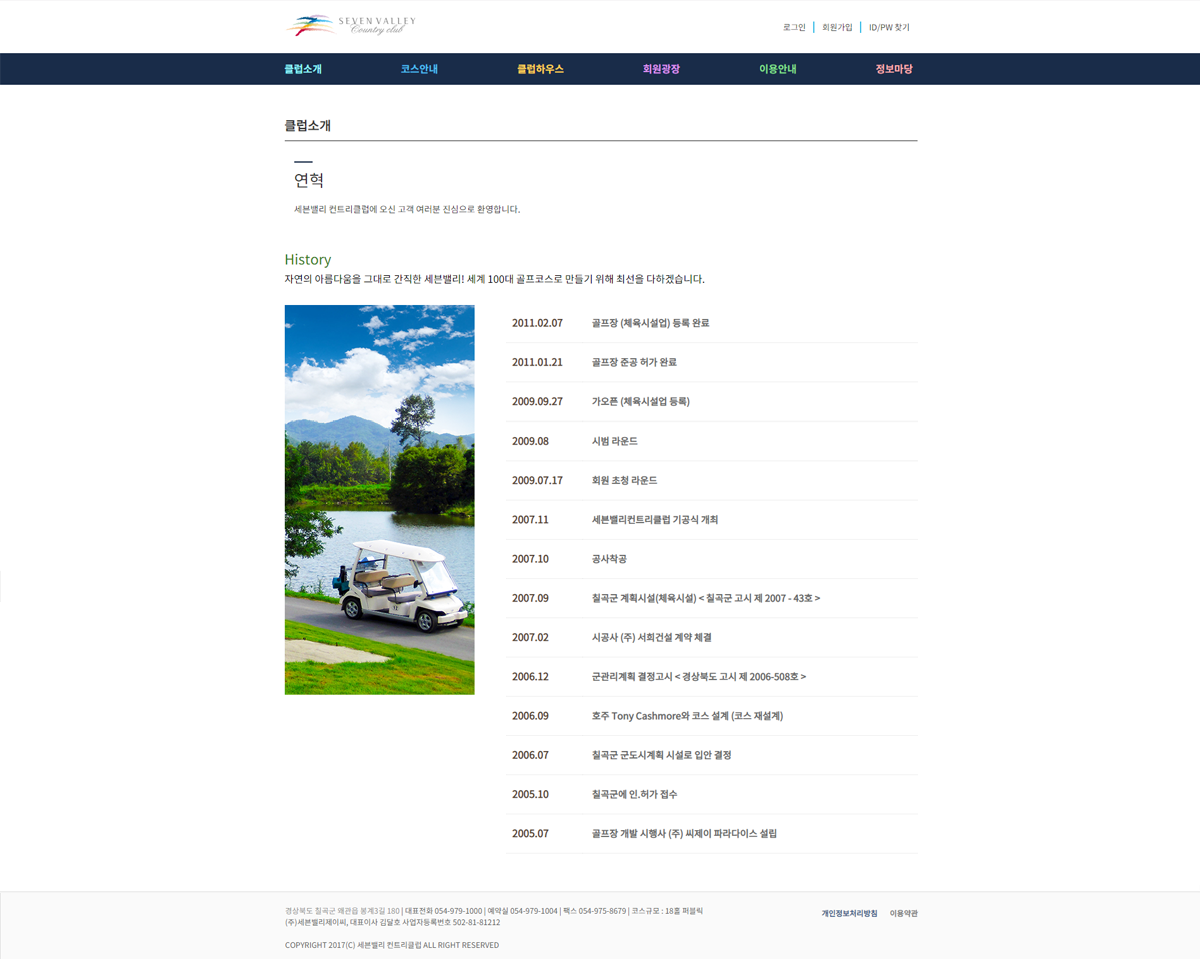 SEVEN VALLEY
Country club
로그인 회원가입 ID/PW 찾기
클럽소개 코스안내 클럽하우스 회원광장 이용안내 정보마당
클럽소개
연혁
세븐밸리 컨트리클럽에 오신 고객 여러분 진심으로 환영합니다.
History
자연의 아름다움을 그대로 간직한 세븐밸리! 세계 100대 골프코스로 만들기 위해 최선을 다하겠습니다.
2011.02.07 골프장 (체육시설업) 등록 완료
2011.01.21 골프장 준공 허가 완료
2009.09.27 가오픈 (체육시설업 등록)
2009.08 시범 라운드
2009.07.17 회원 초청 라운드
2007.11 세븐밸리컨트리클럽 기공식 개최
2007.10 공사착공
2007.09 칠곡군 계획시설(체육시설) < 칠곡군 고시 제 2007 - 43호 >
2007.02 시공사 (주) 서희건설 계약 체결
2006.12 군관리계획 결정고시 < 경상북도 고시 제 2006-508호 >
2006.09 호주 Tony Cashmore와 코스 설계 (코스 재설계)
2006.07 칠곡군 군도시계획 시설로 입안 결정
2005.10 칠곡군에 인.허가 접수
2005.07 골프장 개발 시행사 (주) 씨제이 파라다이스 설립
경상북도 칠곡군 왜관읍 봉계3길 180 | 대표전화 054-979-1000 | 예약실 054-979-1004 | 팩스 054-975-8679 | 코스규모 : 18홀 퍼블릭
(주)세븐밸리제이씨, 대표이사 김달호 사업자등록번호 502-81-81212
개인정보처리방침 이용약관
COPYRIGHT 2017(C) 세븐밸리 컨트리클럽 ALL RIGHT RESERVED